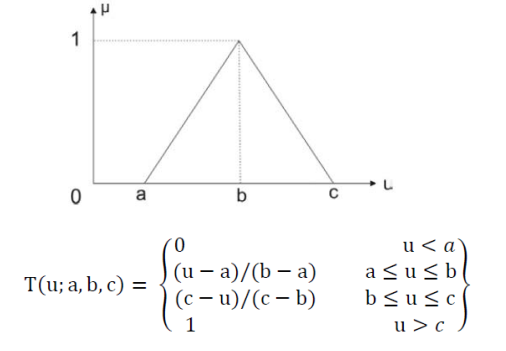 μ
1
0 a b c u
T(u; a, b, c) = {0 u < a
(u − a)/(b − a) a ≤ u ≤ b
(c − u)/(c − b) b ≤ u ≤ c
1 u > c}